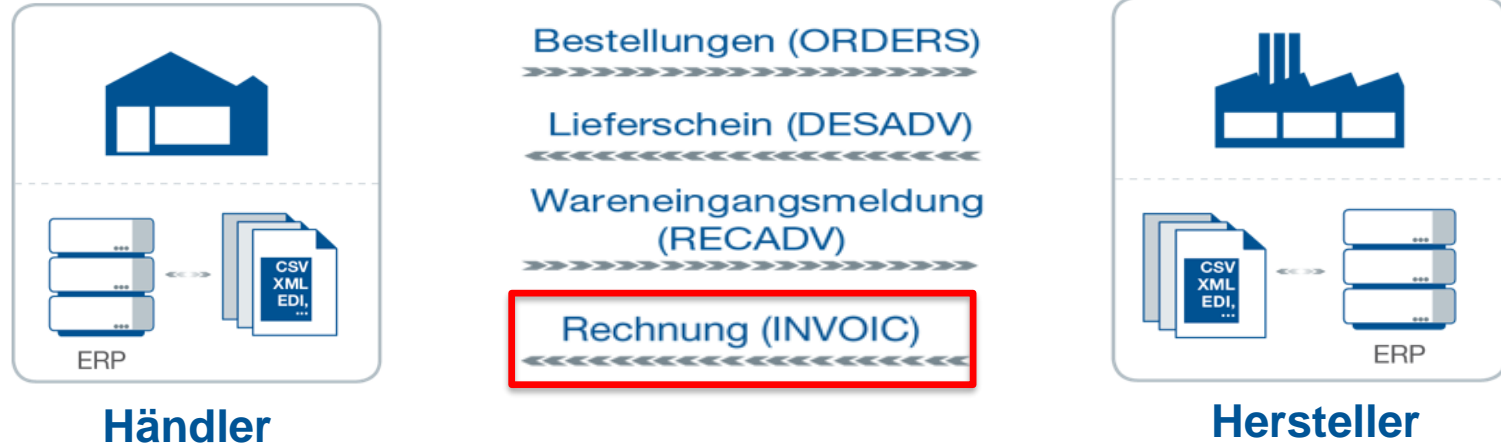 Bestellungen (ORDERS)
Lieferschein (DESADV)
Wareneingangsmeldung
(RECADV)
Rechnung (INVOIC)
CSV
XML
EDI,
...
ERP
Händler
CSV
XML
EDI,
...
ERP
Hersteller